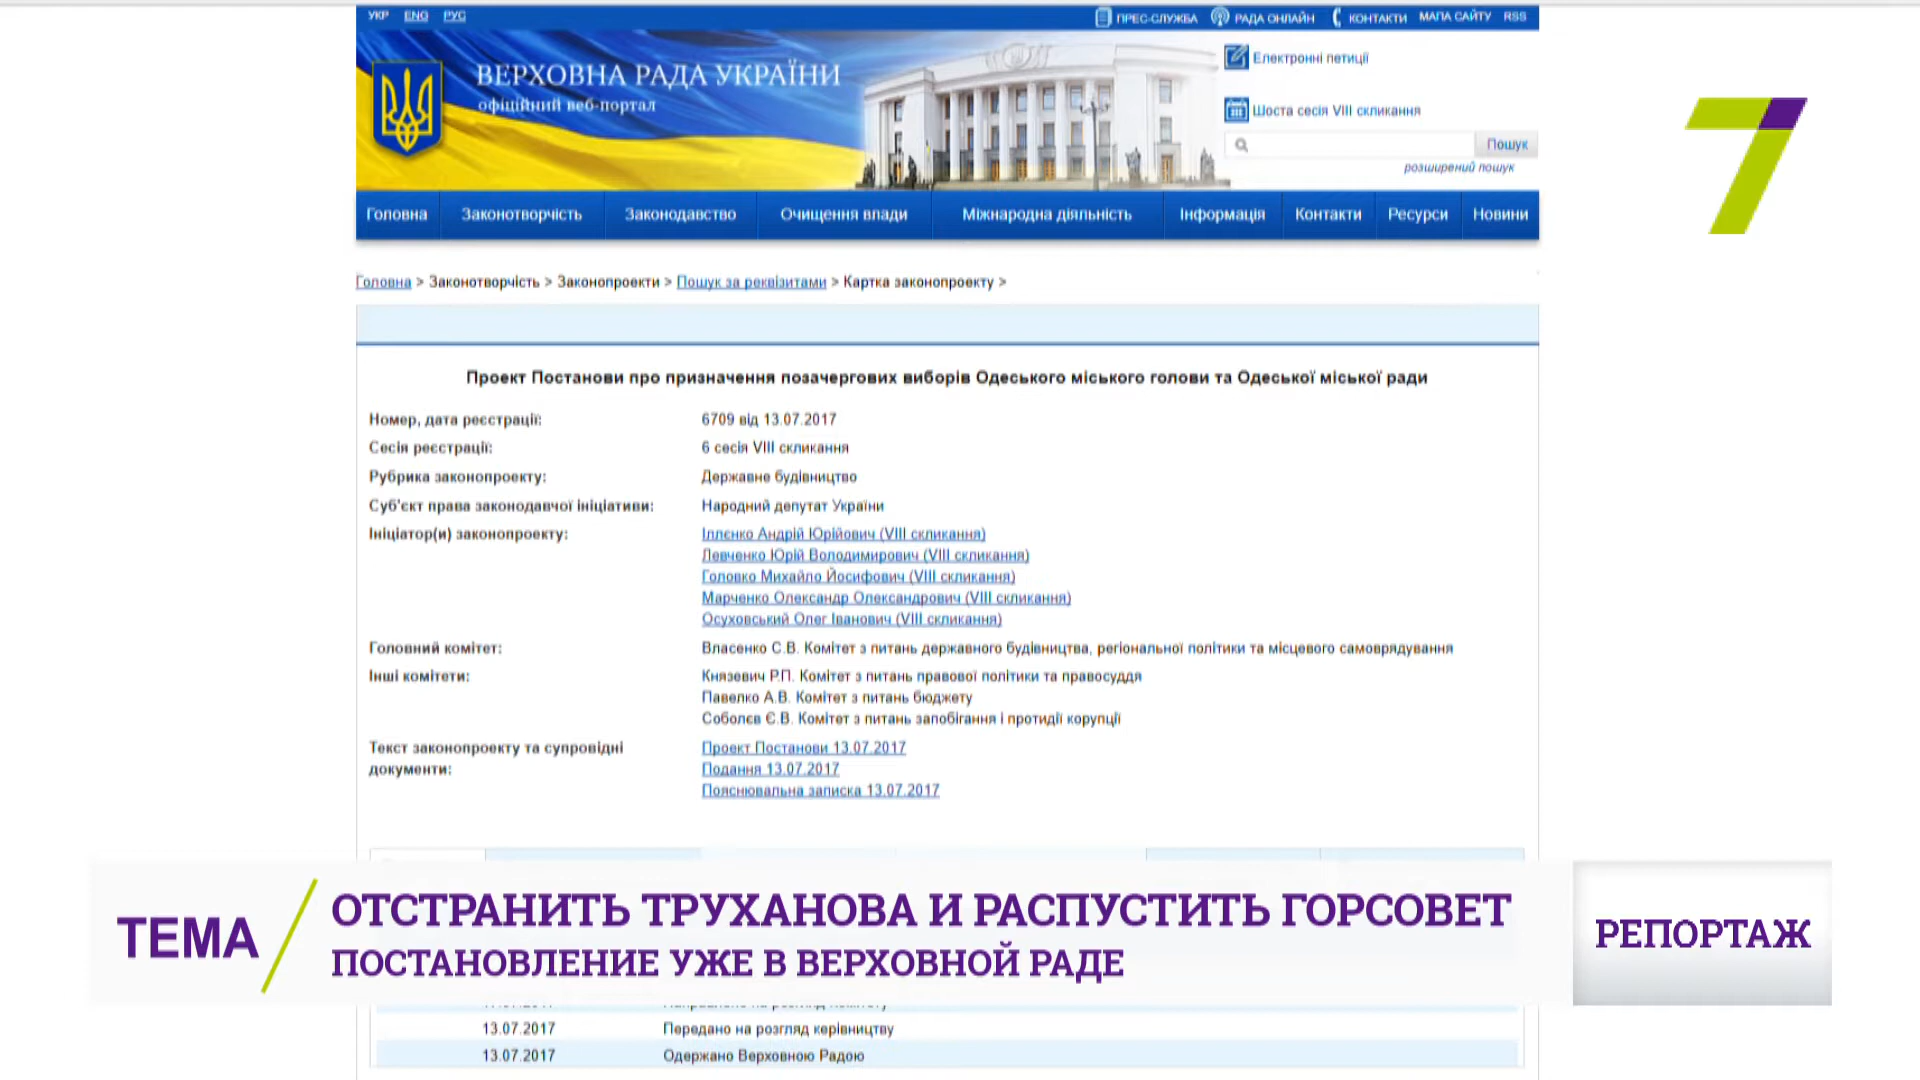 УКР ENG РУС ПРЕС-СЛУЖБА РАДА ОНЛАЙН КОНТАКТИ МАПА САЙТУ RSS
ВЕРХОВНА РАДА УКРАЇНИ
офіційний веб-портал
Електронні петиції
Шоста сесія VIII скликання
Пошук
розширений пошук
7
Головна Законотворчість Законодавство Очищення влади Міжнародна діяльність Інформація Контакти Ресурси Новини
Головна > Законотворчість > Законопроекти > Пошук за реквізитами > Картка законопроекту >
Проект Постанови про призначення позачергових виборів Одеського міського голови та Одеської міської ради
Номер, дата реєстрації: 6709 від 13.07.2017
Сесія реєстрації: 6 сесія VIII скликання
Рубрика законопроекту: Державне будівництво
Суб'єкт права законодавчої ініціативи: Народний депутат України
Ініціатор(и) законопроекту: Іллєнко Андрій Юрійович (VIII скликання)
Левченко Юрій Володимирович (VIII скликання)
Головко Михайло Йосифович (VIII скликання)
Марченко Олександр Олександрович (VIII скликання)
Осуховський Олег Іванович (VIII скликання)
Головний комітет: Власенко С.В. Комітет з питань державного будівництва, регіональної політики та місцевого самоврядування
Інші комітети: Князевич Р.П. Комітет з питань правової політики та правосуддя
Павелко А.В. Комітет з питань бюджету
Соболєв Є.В. Комітет з питань запобігання і протидії корупції
Текст законопроекту та супровідні Проект Постанови 13.07.2017
документи: Подання 13.07.2017
Пояснювальна записка 13.07.2017
ТЕМА
ОТСТРАНИТЬ ТРУХАНОВА И РАСПУСТИТЬ ГОРСОВЕТ
ПОСТАНОВЛЕНИЕ УЖЕ В ВЕРХОВНОЙ РАДЕ
РЕПОРТАЖ
13.07.2017 Передано на розгляд керівництву
13.07.2017 Одержано Верховною Радою